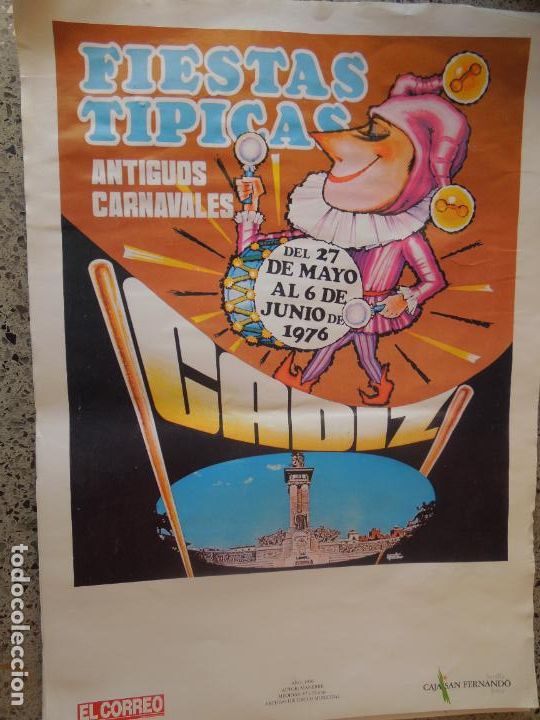 FIESTAS
TIPICAS
ANTIGUOS
CARNAVALES
DEL 27
DE MAYO
AL 6 DE
JUNIO DE
1976
CADIZ
EL CORREO
CAJA SAN FERNANDO
todocoleccion